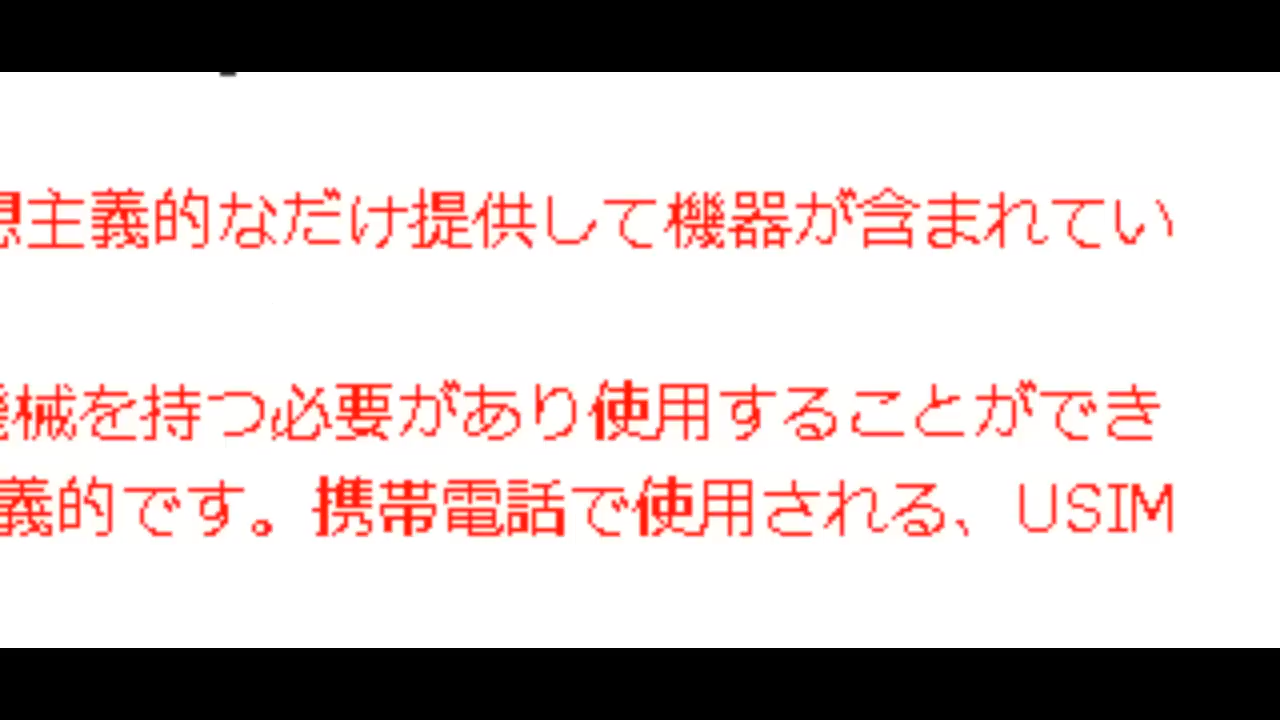 想主義的なだけ提供して機器が含まれてい
機械を持つ必要があり使用することができ
義的です。携帯電話で使用される、USIM